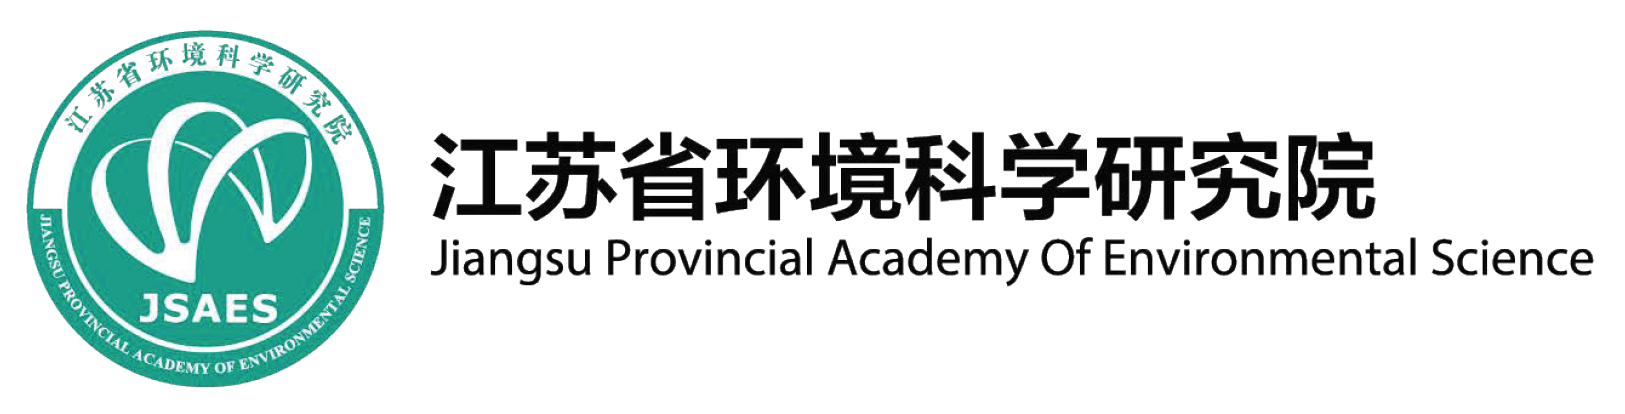 江苏省环境科学研究院
JSAES
JIANGSU PROVINCIAL ACADEMY OF ENVIRONMENTAL SCIENCE
江苏省环境科学研究院
Jiangsu Provincial Academy Of Environmental Science